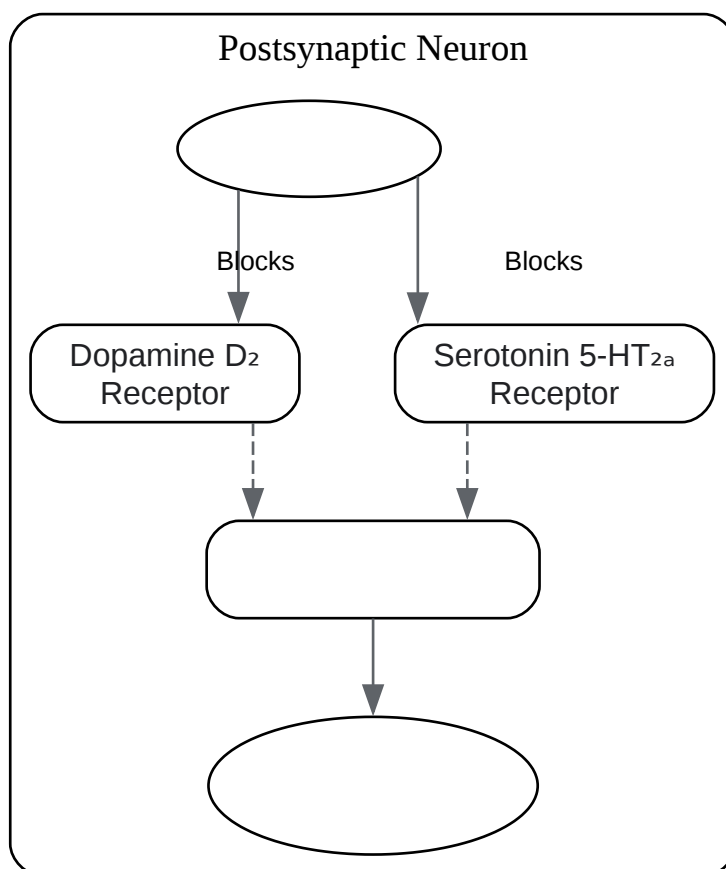 Postsynaptic Neuron
Blocks
Blocks
Dopamine D₂
Receptor
Serotonin 5-HT₂ₐ
Receptor